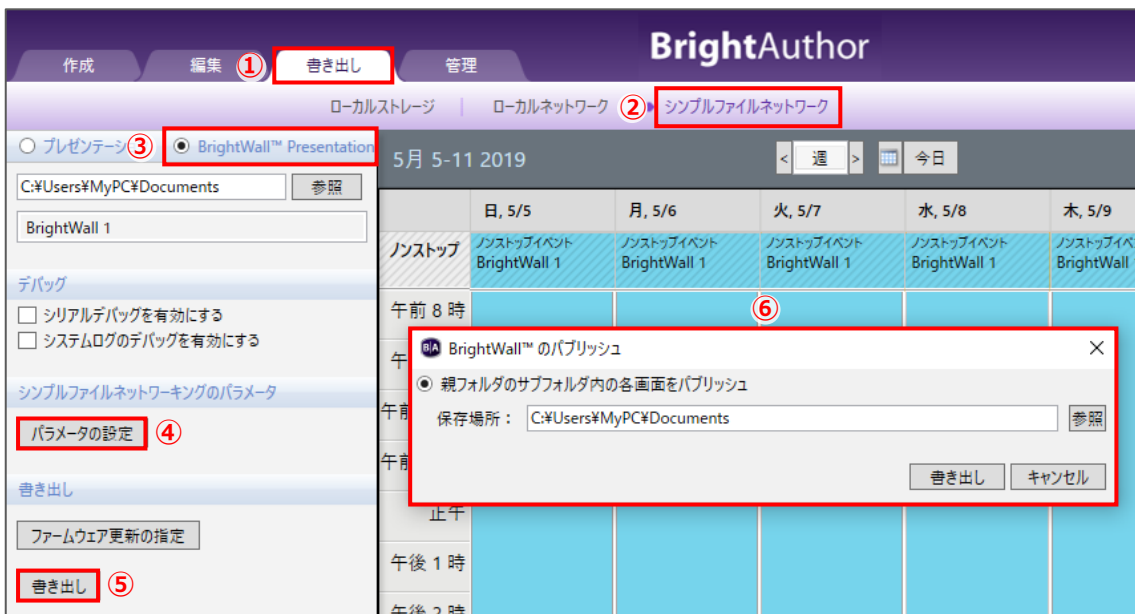 BrightAuthor
作成
編集
①
書き出し
管理
ローカルストレージ
ローカルネットワーク
②
シンプルファイルネットワーク
プレゼンテーシ
③
BrightWall™ Presentation
C:¥Users¥MyPC¥Documents
参照
BrightWall 1
デバッグ
シリアルデバッグを有効にする
システムログのデバッグを有効にする
シンプルファイルネットワーキングのパラメータ
パラメータの設定
④
書き出し
ファームウェア更新の指定
書き出し
⑤
5月 5-11 2019
< 週 >
今日
日, 5/5
月, 5/6
火, 5/7
水, 5/8
木, 5/9
ノンストップ
ノンストップイベント
BrightWall 1
ノンストップイベント
BrightWall 1
ノンストップイベント
BrightWall 1
ノンストップイベント
BrightWall 1
ノンストップイベ
BrightWall
午前 8 時
午
午前
午前
正午
午後 1 時
午後 2 時
⑥
BA
BrightWall™ のパブリッシュ
×
親フォルダのサブフォルダ内の各画面をパブリッシュ
保存場所：
C:¥Users¥MyPC¥Documents
参照
書き出し
キャンセル